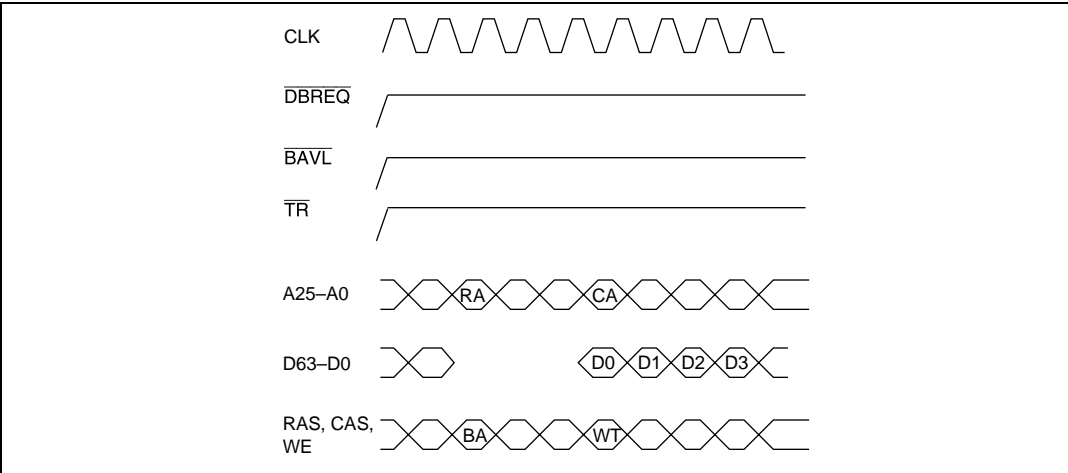 CLK
DBREQ
BAVL
TR
A25–A0 RA CA
D63–D0 D0 D1 D2 D3
RAS, CAS,
WE BA WT